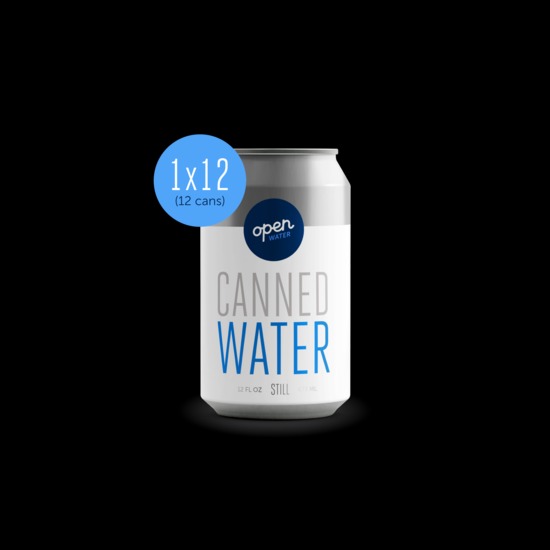 1x12
(12 cans)
open
WATER
CANNED
WATER
12 FL OZ STILL